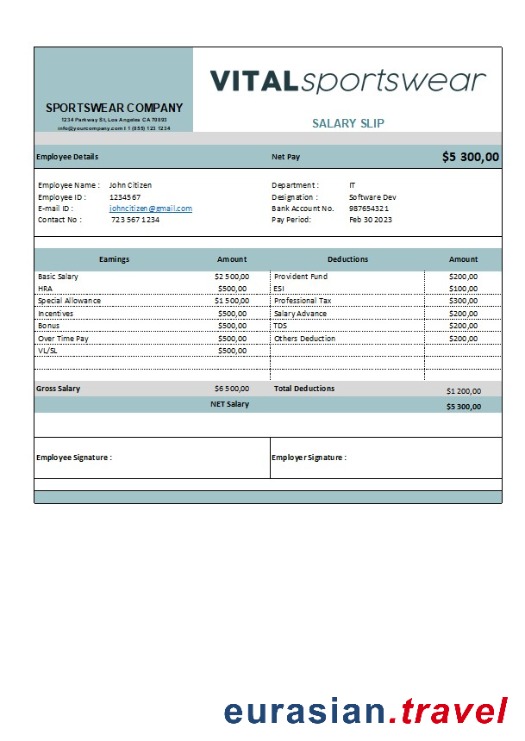 VITALsportswear
SPORTSWEAR COMPANY
1234 Parkway St, Los Angeles CA 70093
info@yourcompany.com I T (855) 123 1234
SALARY SLIP
Employee Details Net Pay $5 300,00
Employee Name : John Citizen Department : IT
Employee ID : 1234567 Designation : Software Dev
E-mail ID : johncitizen@gmail.com Bank Account No. 987654321
Contact No : 723 567 1234 Pay Period: Feb 30 2023
Earnings Amount Deductions Amount
Basic Salary $2 500,00 Provident Fund $200,00
HRA $500,00 ESI $100,00
Special Allowance $1 500,00 Professional Tax $300,00
Incentives $500,00 Salary Advance $200,00
Bonus $500,00 TDS $200,00
Over Time Pay $500,00 Others Deduction $200,00
VL/SL $500,00
Gross Salary $6 500,00 Total Deductions $1 200,00
NET Salary $5 300,00
Employee Signature : Employer Signature :
eurasian.travel